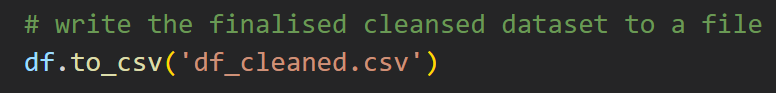 # write the finalised cleansed dataset to a file
df.to_csv('df_cleaned.csv')